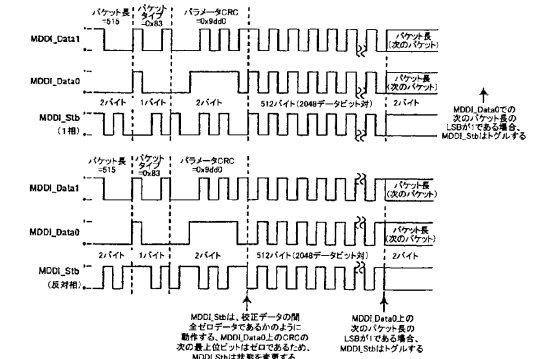 パケット長
=515
パケット
タイプ
=0x83
パラメータCRC
=0x9dd0
MDDI_Data1
パケット長
(次のパケット)
MDDI_Data0
パケット長
(次のパケット)
2バイト
1バイト
2バイト
512バイト(2048データビット対)
2バイト
MDDI_Stb
(1相)
MDDI_Data0での
次のパケット長の
LSBが1である場合、
MDDI_Stbはトグルする
パケット長
=515
パケット
タイプ
=0x83
パラメータCRC
=0x9dd0
MDDI_Data1
パケット長
(次のパケット)
MDDI_Data0
パケット長
(次のパケット)
2バイト
1バイト
2バイト
512バイト(2048データビット対)
2バイト
MDDI_Stb
(反対相)
MDDI_Stbは、校正データの間
全ゼロデータであるかのように
動作する、MDDI_Data0上のCRCの
次の最上位ビットはゼロであるため、
MDDI_Stbは状態を変更する
MDDI_Data0上の
次のパケット長の
LSBが1である場合、
MDDI_Stbはトグルする